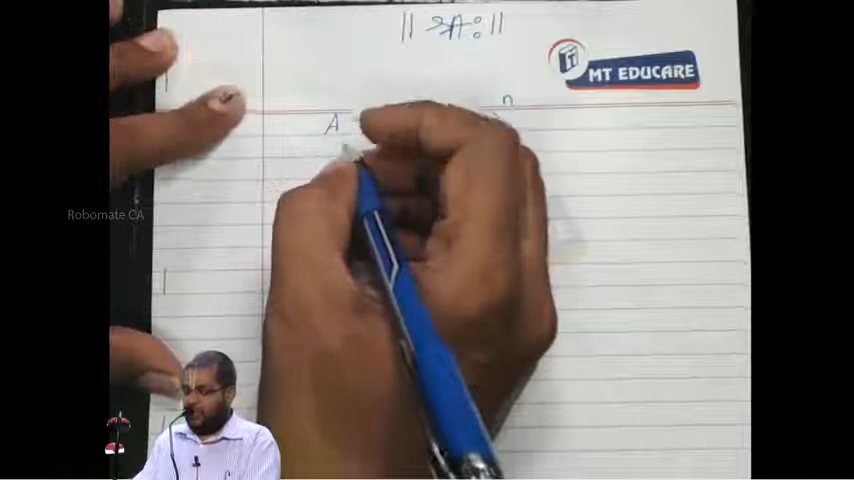 || श्री: ||
MT EDUCARE
n
A
Robomate CA